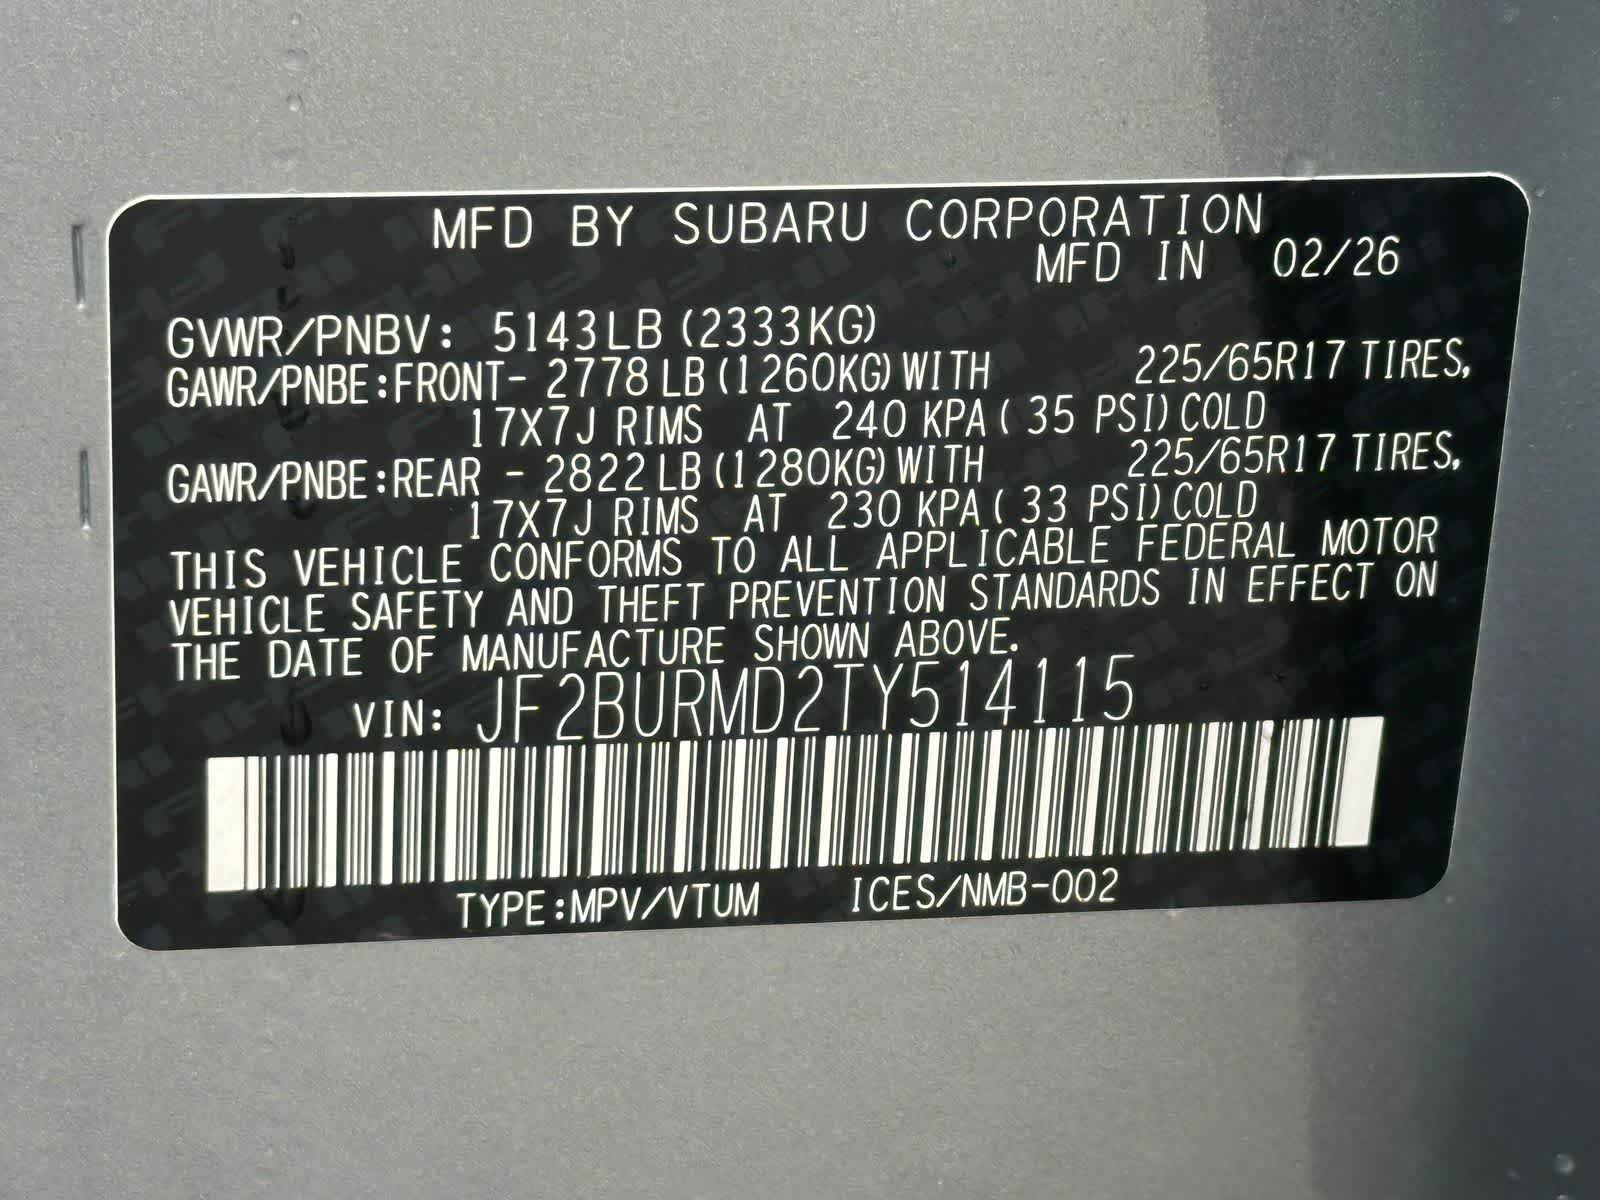 MFD BY SUBARU CORPORATION
MFD IN 02/26
GVWR/PNBV: 5143LB (2333KG)
GAWR/PNBE:FRONT- 2778 LB (1260KG) WITH 225/65R17 TIRES,
17X7J RIMS AT 240 KPA ( 35 PSI) COLD
GAWR/PNBE:REAR - 2822 LB (1280KG) WITH 225/65R17 TIRES,
17X7J RIMS AT 230 KPA ( 33 PSI) COLD
THIS VEHICLE CONFORMS TO ALL APPLICABLE FEDERAL MOTOR
VEHICLE SAFETY AND THEFT PREVENTION STANDARDS IN EFFECT ON
THE DATE OF MANUFACTURE SHOWN ABOVE.
VIN: JF2BURMD2TY514115
TYPE:MPV/VTUM ICES/NMB-002